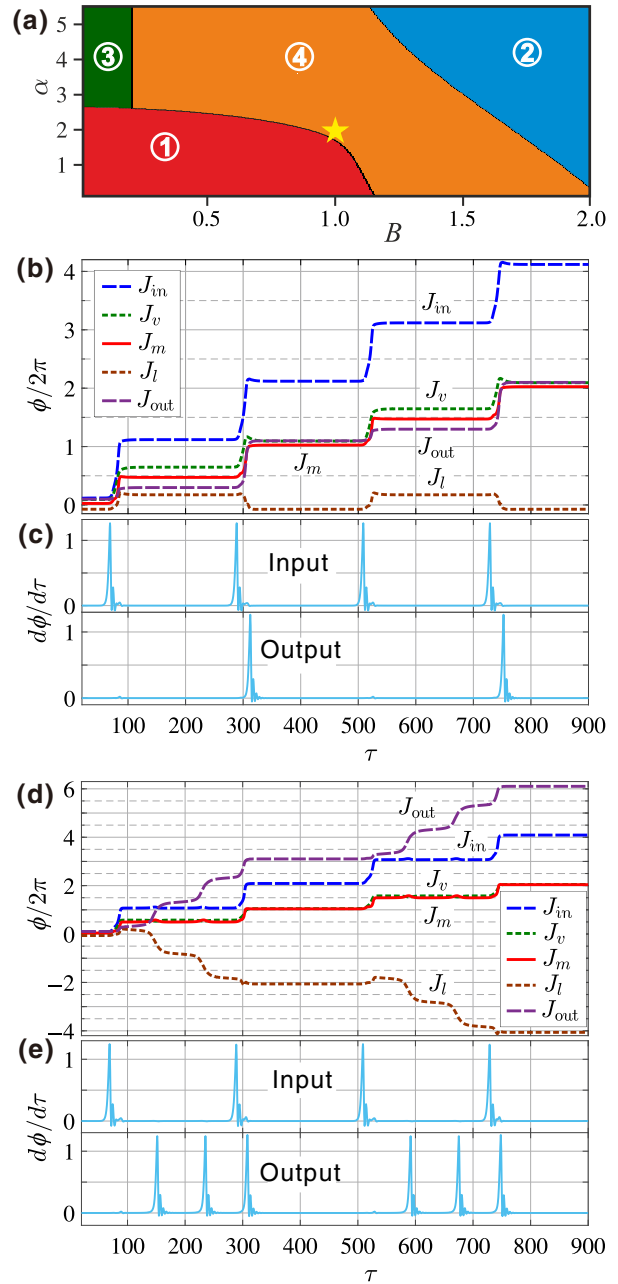 (a)
α
5
4
3
2
1
③
④
②
①
0.5 1.0 1.5 2.0
B
(b)
ϕ/2π
4
3
2
1
0
J_in
J_v
J_m
J_l
J_out
J_in
J_v
J_m
J_out
J_l
(c)
dϕ/dτ
1
0
Input
1
0
Output
100 200 300 400 500 600 700 800 900
τ
(d)
ϕ/2π
6
4
2
0
−2
−4
J_out
J_in
J_v
J_m
J_l
J_in
J_v
J_m
J_l
J_out
(e)
dϕ/dτ
1
0
Input
1
0
Output
100 200 300 400 500 600 700 800 900
τ